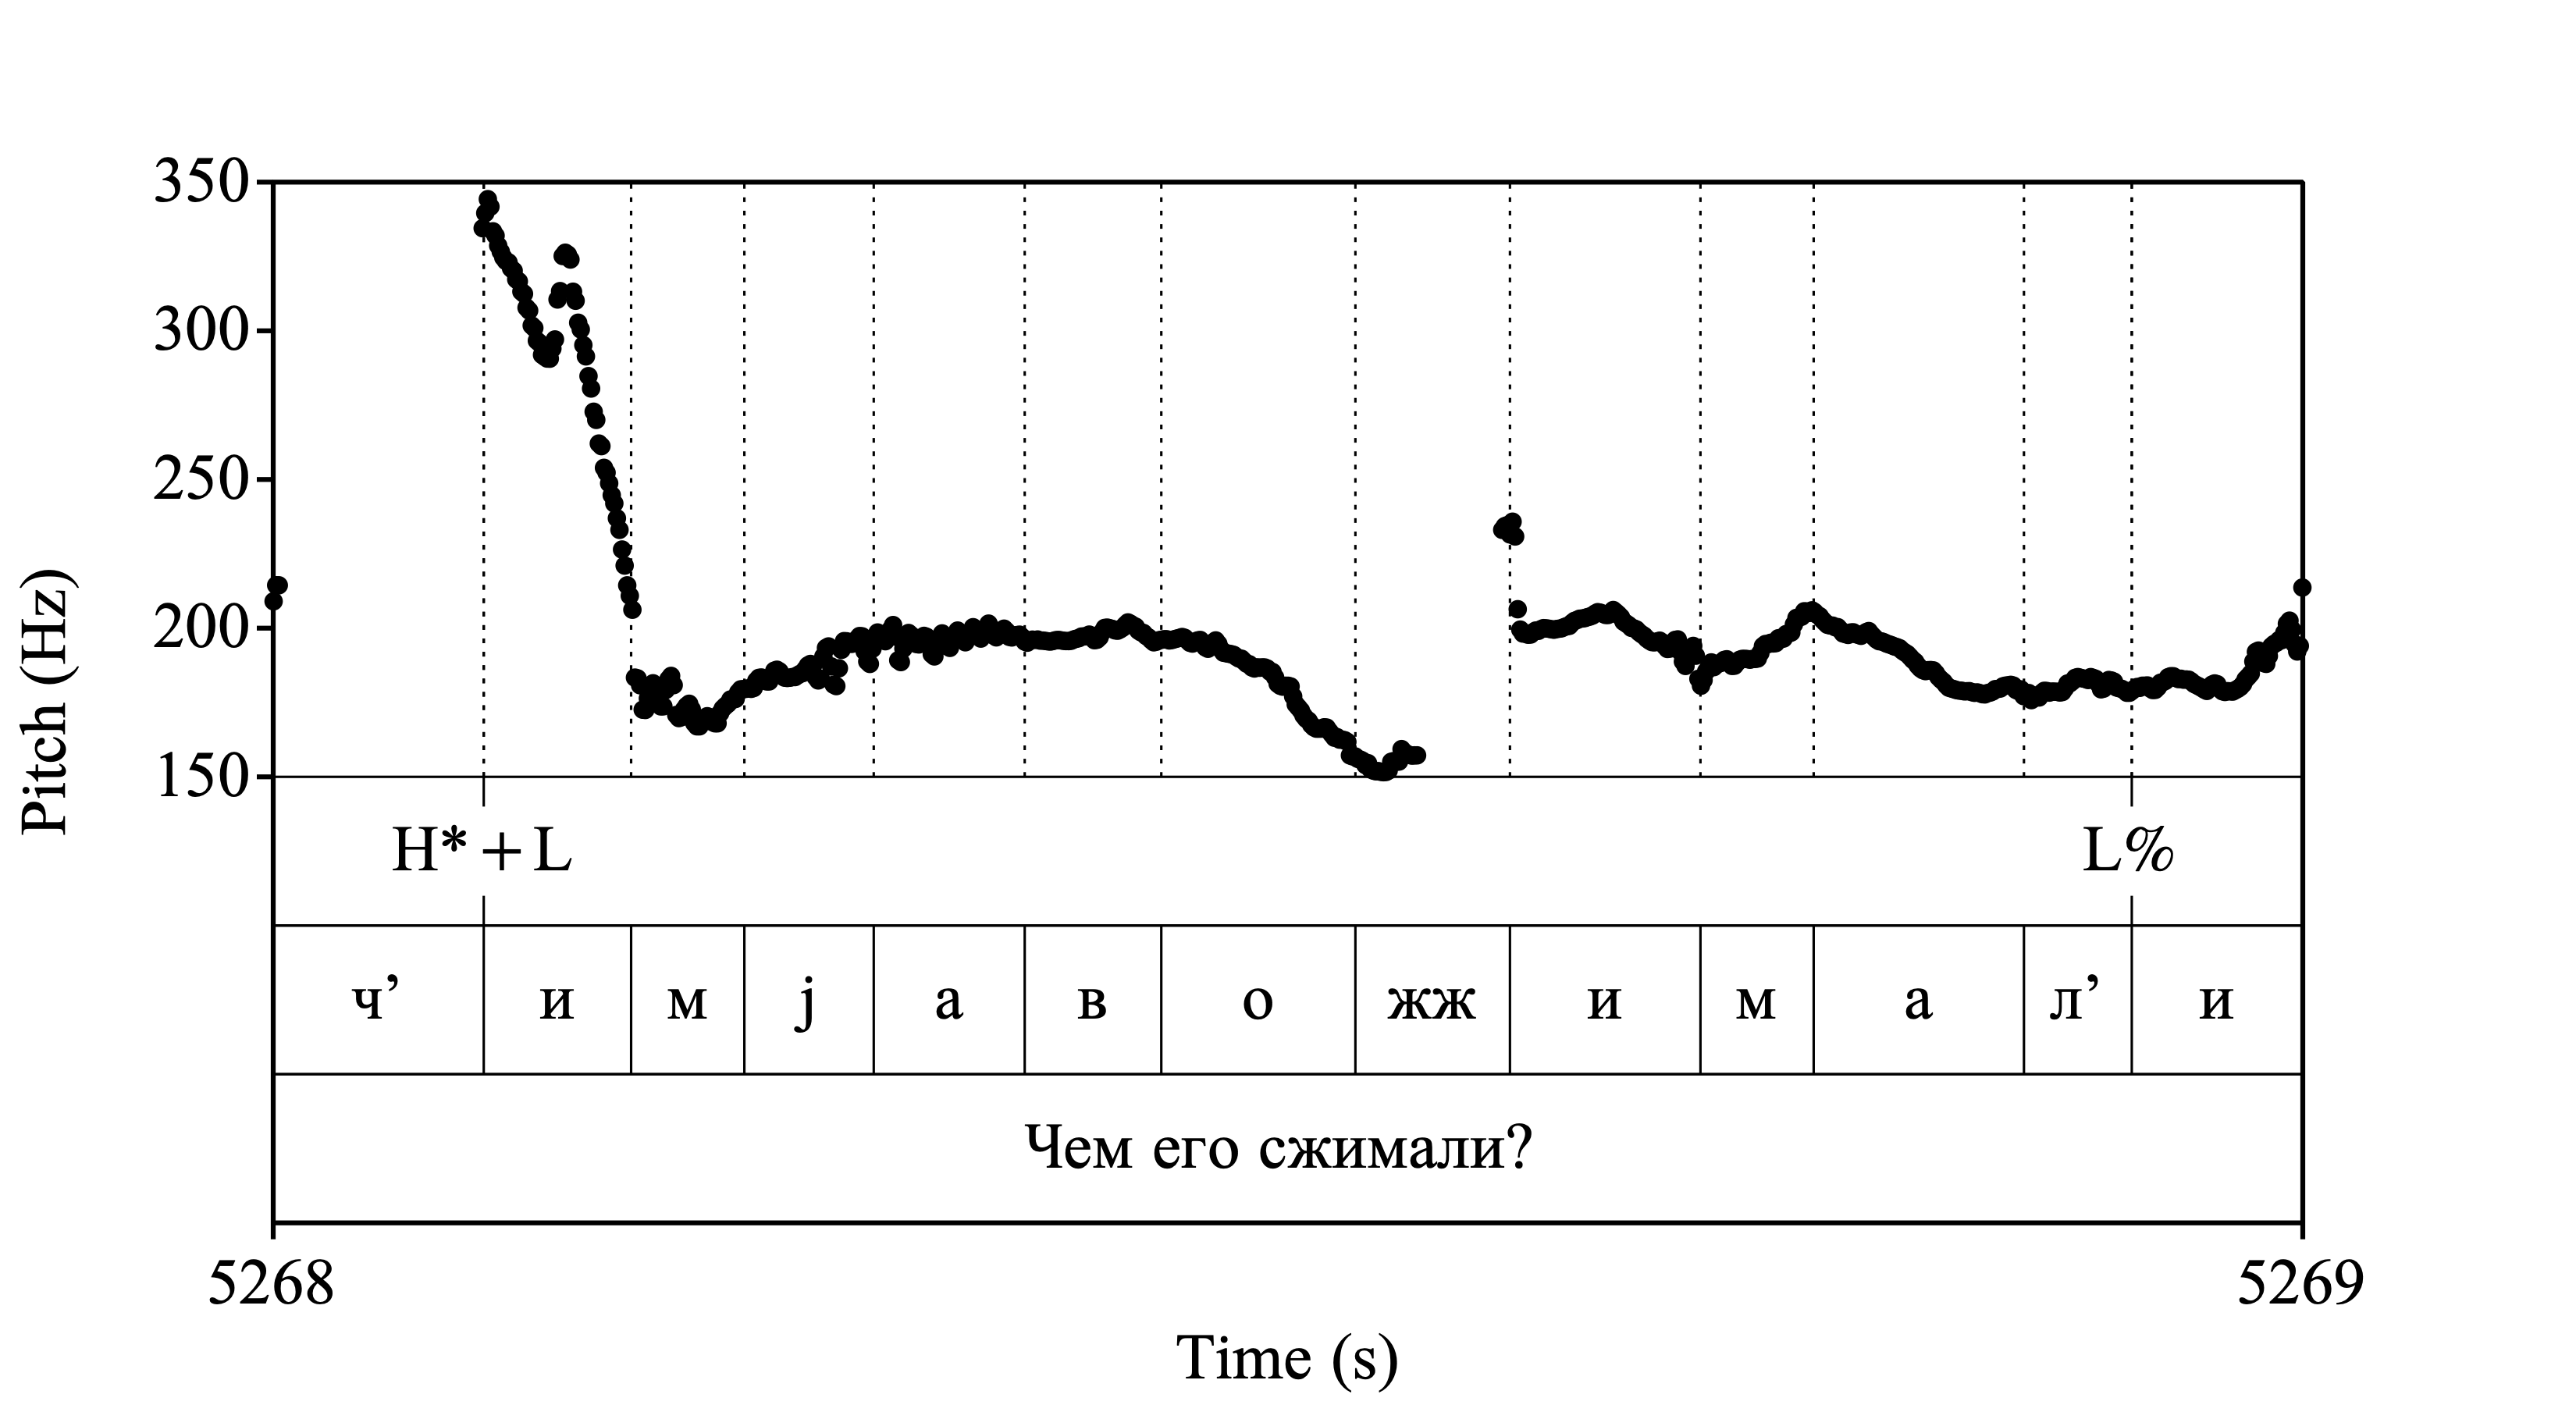 350
300
250
200
150
Pitch (Hz)
H*+L L%
ч’ и м j а в о жж и м а л’ и
Чем его сжимали?
5268 5269
Time (s)